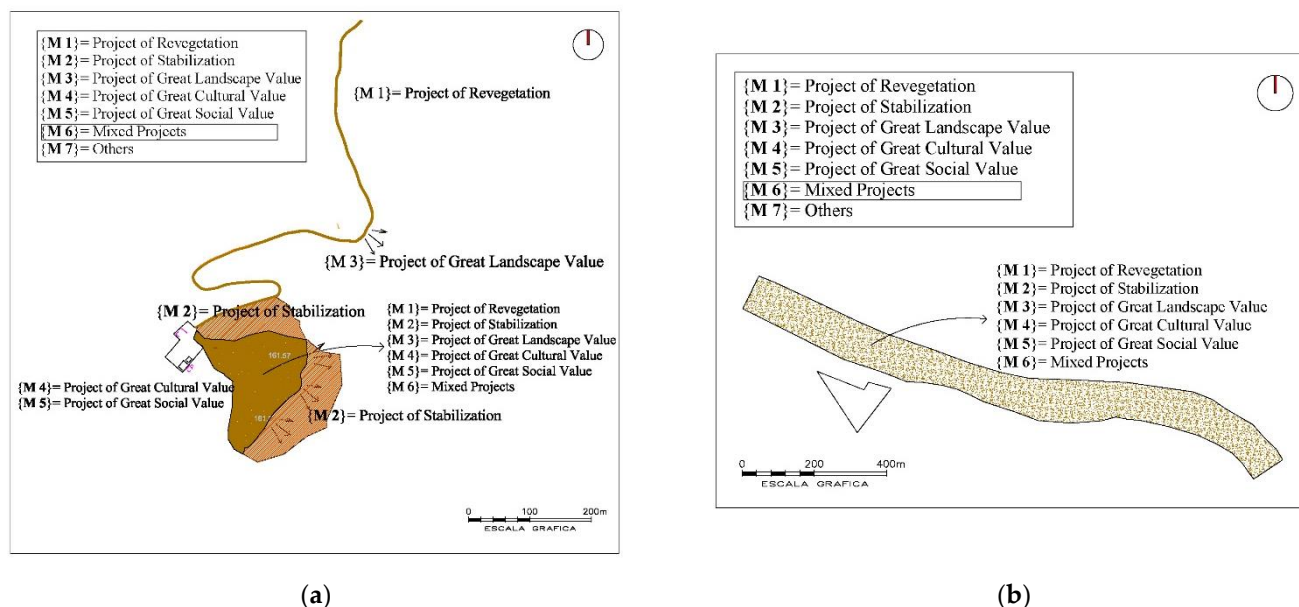 {M 1}= Project of Revegetation
{M 2}= Project of Stabilization
{M 3}= Project of Great Landscape Value
{M 4}= Project of Great Cultural Value
{M 5}= Project of Great Social Value
{M 6}= Mixed Projects
{M 7}= Others
{M 1}= Project of Revegetation
{M 3}= Project of Great Landscape Value
{M 2}= Project of Stabilization
{M 1}= Project of Revegetation
{M 2}= Project of Stabilization
{M 3}= Project of Great Landscape Value
{M 4}= Project of Great Cultural Value
{M 5}= Project of Great Social Value
{M 6}= Mixed Projects
161.57
{M 4}= Project of Great Cultural Value
{M 5}= Project of Great Social Value
{M 2}= Project of Stabilization
0 100 200m
ESCALA GRAFICA
(a)
{M 1}= Project of Revegetation
{M 2}= Project of Stabilization
{M 3}= Project of Great Landscape Value
{M 4}= Project of Great Cultural Value
{M 5}= Project of Great Social Value
{M 6}= Mixed Projects
{M 7}= Others
{M 1}= Project of Revegetation
{M 2}= Project of Stabilization
{M 3}= Project of Great Landscape Value
{M 4}= Project of Great Cultural Value
{M 5}= Project of Great Social Value
{M 6}= Mixed Projects
0 200 400m
ESCALA GRAFICA
(b)